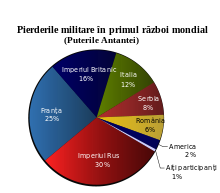 Pierderile militare în primul război mondial
(Puterile Antantei)
Imperiul Britanic
16%
Italia
12%
Serbia
8%
România
6%
America
2%
Alți participanți
1%
Imperiul Rus
30%
Franța
25%